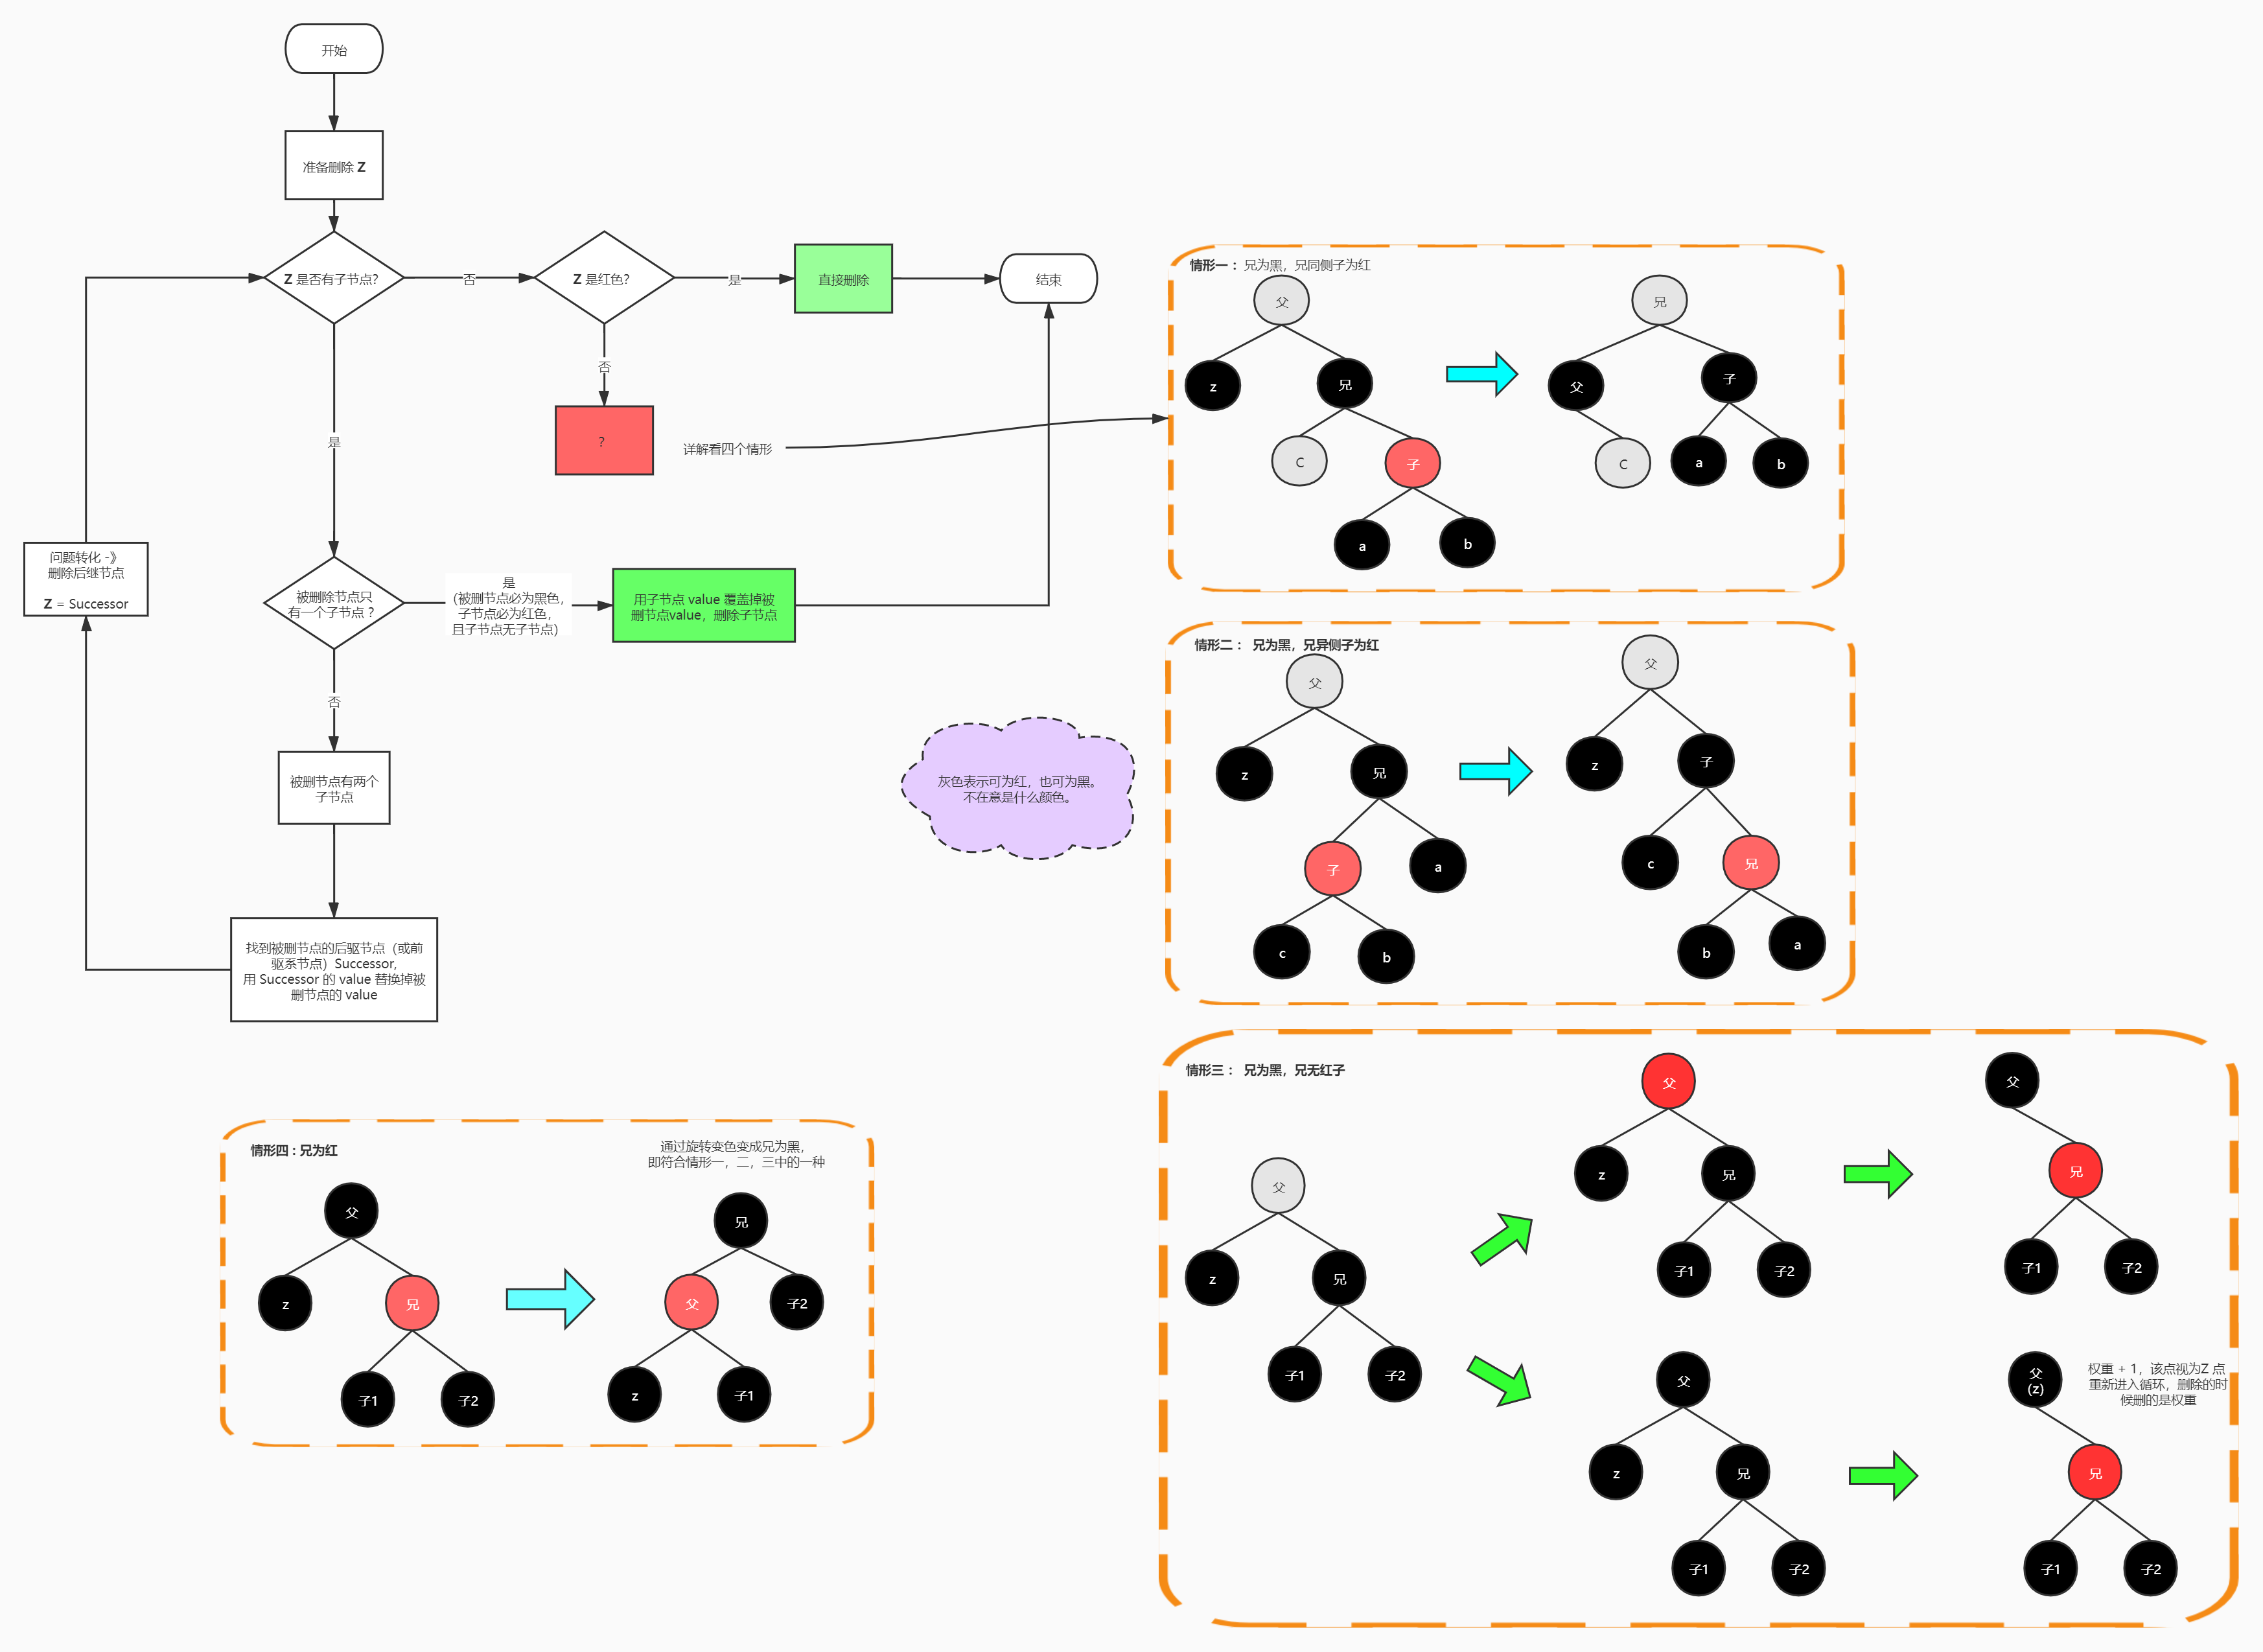 开始
准备删除 Z
Z 是否有子节点?
否
Z 是红色?
是
直接删除
结束
否
?
详解看四个情形
是
问题转化 -》
删除后继节点
Z = Successor
被删除节点只
有一个子节点？
是
（被删节点必为黑色，
子节点必为红色，
且子节点无子节点）
用子节点 value 覆盖掉被
删节点value，删除子节点
否
被删节点有两个
子节点
找到被删节点的后驱节点（或前
驱系节点）Successor,
用 Successor 的 value 替换掉被
删节点的 value
灰色表示可为红，也可为黑。
不在意是什么颜色。
情形一： 兄为黑，兄同侧子为红
父
z
兄
C
子
a
b
兄
父
子
C
a
b
情形二： 兄为黑，兄异侧子为红
父
z
兄
子
a
c
b
父
z
子
c
兄
b
a
情形三： 兄为黑，兄无红子
父
z
兄
子1
子2
父
z
兄
子1
子2
父
兄
子1
子2
父
z
兄
子1
子2
父
(z)
权重 + 1，该点视为Z 点
重新进入循环，删除的时
候删的是权重
兄
子1
子2
情形四：兄为红
通过旋转变色变成兄为黑，
即符合情形一，二，三中的一种
父
z
兄
子1
子2
兄
父
子2
z
子1